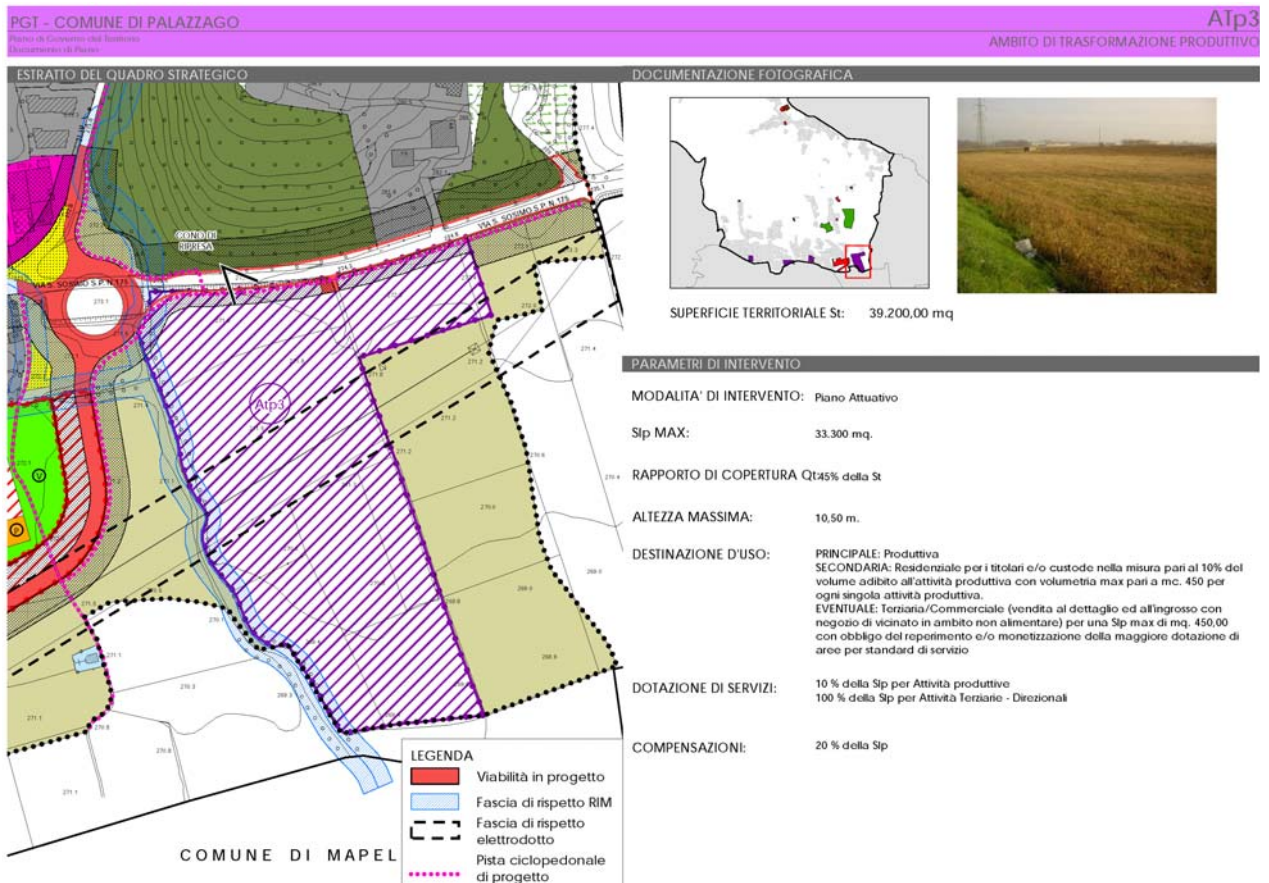 PGT - COMUNE DI PALAZZAGO
Piano di Governo del Territorio
Documento di Piano
ATp3
AMBITO DI TRASFORMAZIONE PRODUTTIVO
ESTRATTO DEL QUADRO STRATEGICO
CONO DI
RIPRESA
VIA S. SOSIMO S.P. N.175
VIA S. SOSIMO S.P. N.175
273.1
Atp3
V
P
COMUNE DI MAPEL
LEGENDA
Viabilità in progetto
Fascia di rispetto RIM
Fascia di rispetto
elettrodotto
Pista ciclopedonale
di progetto
DOCUMENTAZIONE FOTOGRAFICA
SUPERFICIE TERRITORIALE St: 39.200,00 mq
PARAMETRI DI INTERVENTO
MODALITA' DI INTERVENTO: Piano Attuativo
Slp MAX: 33.300 mq.
RAPPORTO DI COPERTURA Qt:45% della St
ALTEZZA MASSIMA: 10,50 m.
DESTINAZIONE D'USO: PRINCIPALE: Produttiva
SECONDARIA: Residenziale per i titolari e/o custode nella misura pari al 10% del
volume adibito all'attività produttiva con volumetria max pari a mc. 450 per
ogni singola attività produttiva.
EVENTUALE: Terziaria/Commerciale (vendita al dettaglio ed all'ingrosso con
negozio di vicinato in ambito non alimentare) per una Slp max di mq. 450,00
con obbligo del reperimento e/o monetizzazione della maggiore dotazione di
aree per standard di servizio
DOTAZIONE DI SERVIZI: 10 % della Slp per Attività produttive
100 % della Slp per Attività Terziarie - Direzionali
COMPENSAZIONI: 20 % della Slp